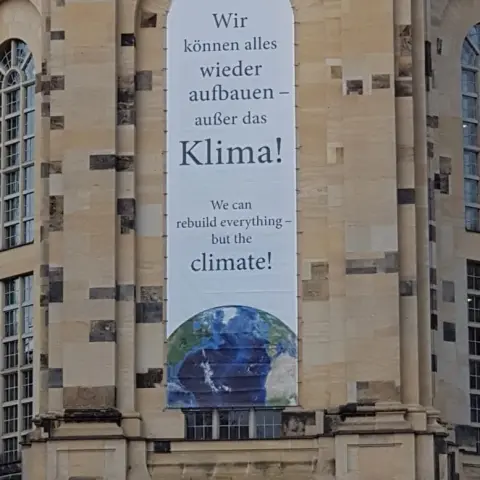 Wir
können alles
wieder
aufbauen –
außer das
Klima!
We can
rebuild everything –
but the
climate!